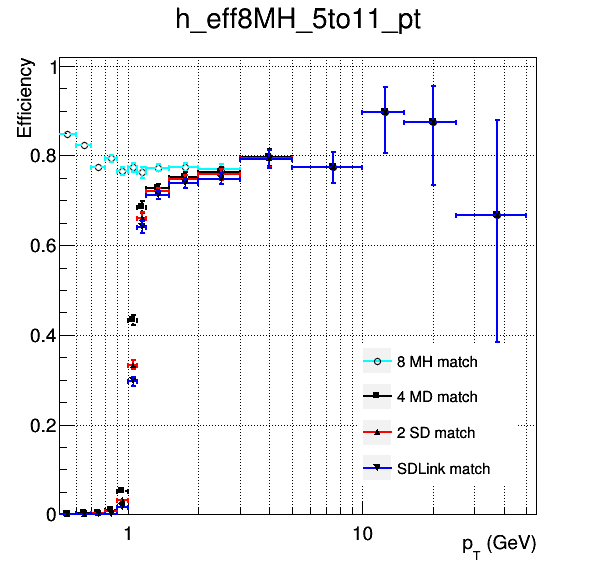 h_eff8MH_5to11_pt
Efficiency
1
0.8
0.6
0.4
0.2
0
8 MH match
4 MD match
2 SD match
SDLink match
1
10
pT (GeV)